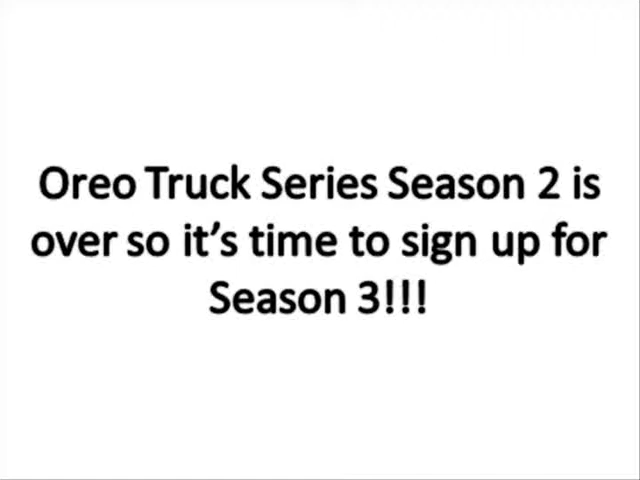 Oreo Truck Series Season 2 is
over so it's time to sign up for
Season 3!!!